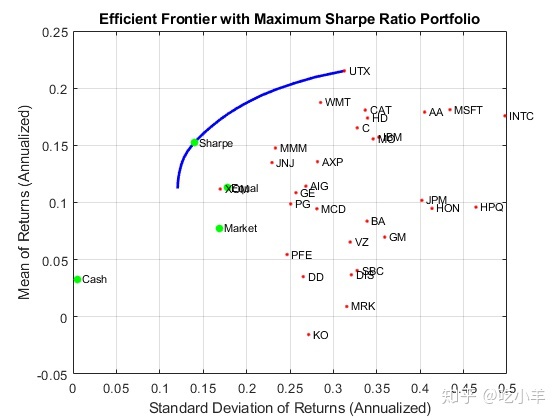 Efficient Frontier with Maximum Sharpe Ratio Portfolio
0.25
0.2
0.15
0.1
0.05
0
-0.05
Mean of Returns (Annualized)
UTX
WMT
CAT
AA
MSFT
INTC
HD
C
IBM
MO
Sharpe
MMM
JNJ
AXP
XOM
Equal
AIG
GE
PG
MCD
JPM
HON
HPQ
BA
Market
GM
VZ
PFE
SBC
DIS
DD
Cash
MRK
KO
0 0.05 0.1 0.15 0.2 0.25 0.3 0.35 0.4 0.45 0.5
Standard Deviation of Returns (Annualized)
知乎 @吃小羊